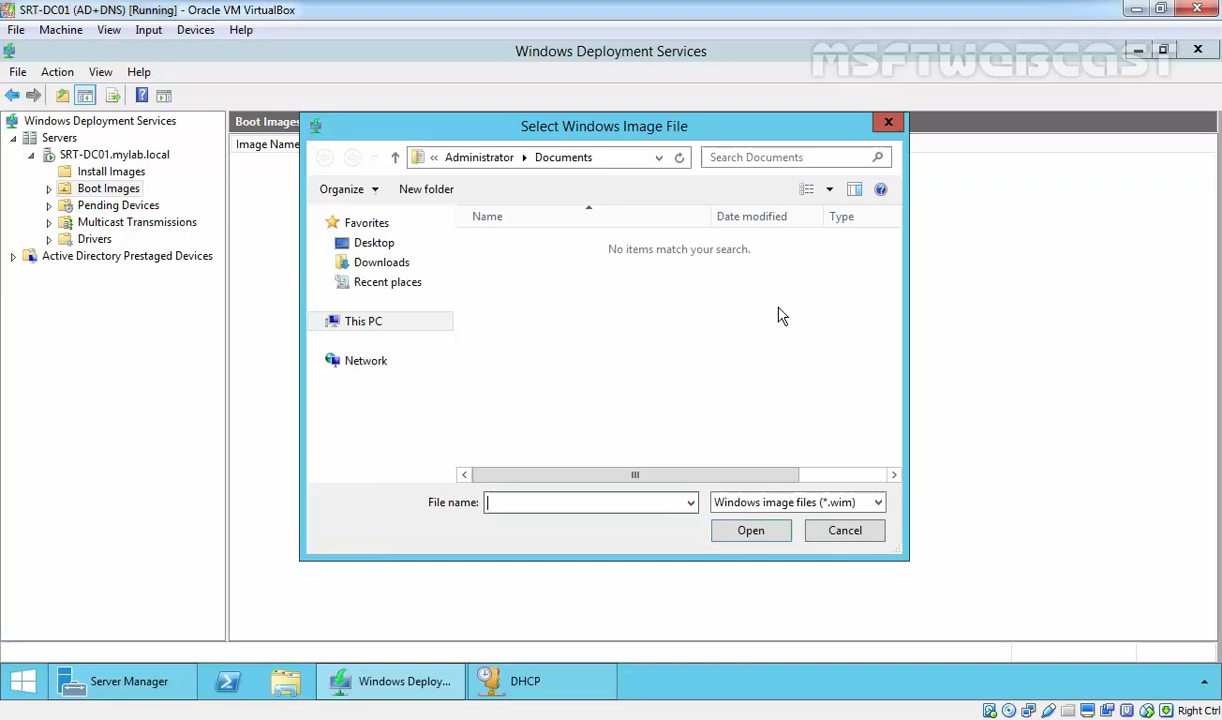 SRT-DC01 (AD+DNS) [Running] - Oracle VM VirtualBox
File Machine View Input Devices Help
Windows Deployment Services
MSFTWEBCAST
File Action View Help
Windows Deployment Services
Servers
SRT-DC01.mylab.local
Install Images
Boot Images
Pending Devices
Multicast Transmissions
Drivers
Active Directory Prestaged Devices
Boot Images
Image Name
Select Windows Image File
« Administrator Documents
Search Documents
Organize New folder
Favorites
Desktop
Downloads
Recent places
This PC
Network
Name Date modified Type
No items match your search.
File name: Windows image files (*.wim)
Open Cancel
Server Manager Windows Deploy... DHCP
Right Ctrl